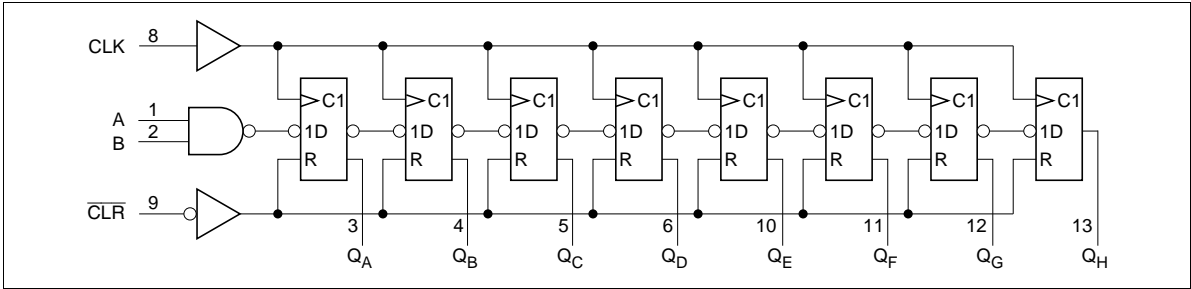 CLK 8
C1 C1 C1 C1 C1 C1 C1 C1
A 1
B 2
1D 1D 1D 1D 1D 1D 1D 1D
R R R R R R R R
CLR 9
3 4 5 6 10 11 12 13
QA QB QC QD QE QF QG QH